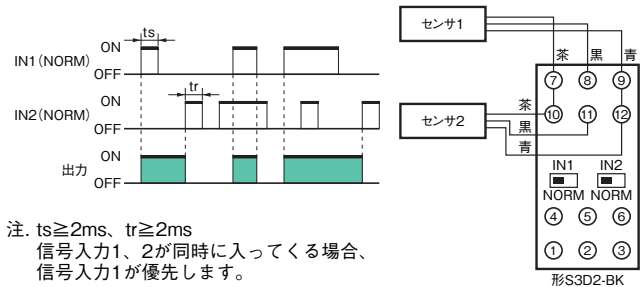 ts
ON
IN1(NORM)
OFF
tr
ON
IN2(NORM)
OFF
ON
出力
OFF
注. ts≧2ms、tr≧2ms
信号入力1、2が同時に入ってくる場合、
信号入力1が優先します。
センサ1
茶 黒 青
⑦ ⑧ ⑨
センサ2
茶
黒
青
⑩ ⑪ ⑫
IN1 IN2
NORM NORM
④ ⑤ ⑥
① ② ③
形S3D2-BK